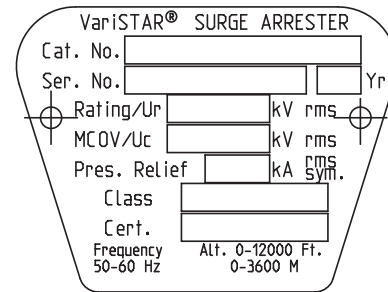 VariSTAR® SURGE ARRESTER
Cat. No.
Ser. No. Yr
Rating/Ur kV rms
MCOV/Uc kV rms
Pres. Relief kA rms sym.
Class
Cert.
Frequency Alt. 0-12000 Ft.
50-60 Hz 0-3600 M